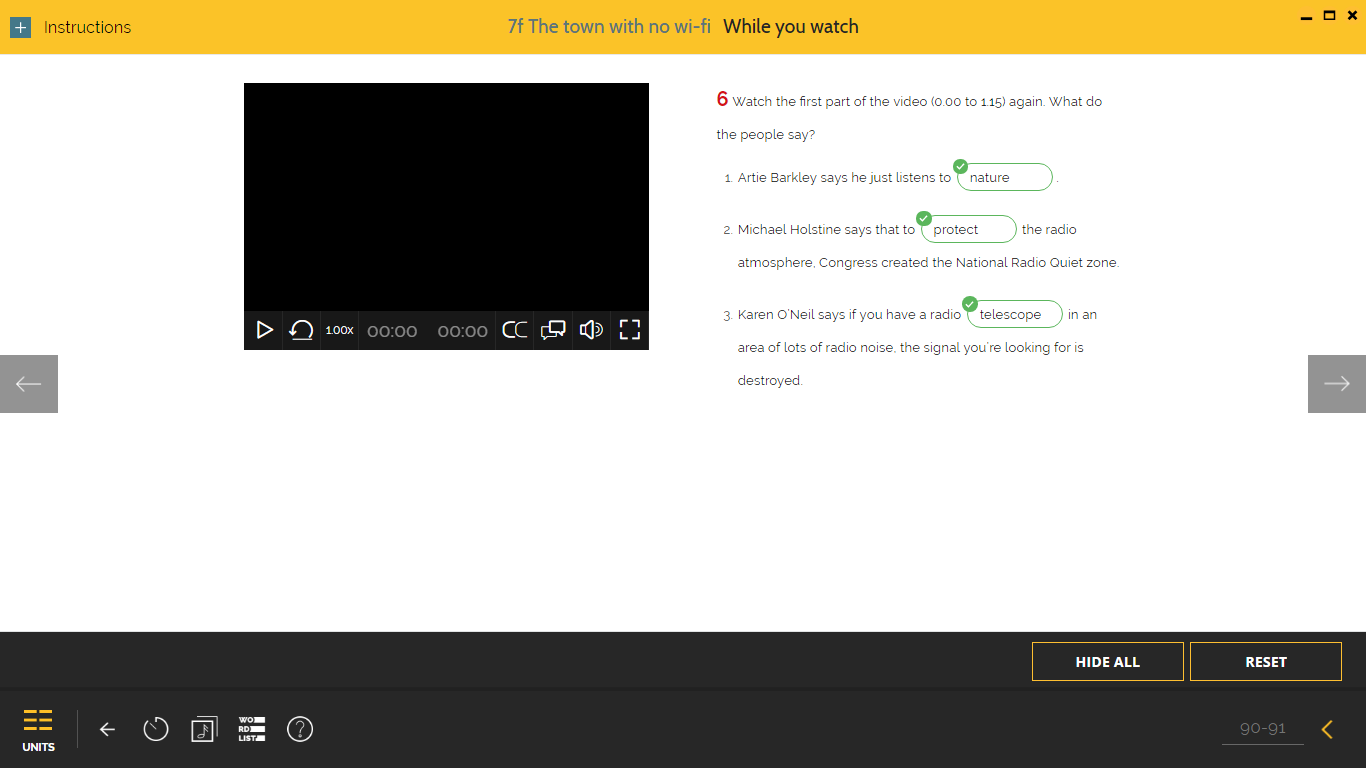 Instructions
7f The town with no wi-fi While you watch
6 Watch the first part of the video (0.00 to 1.15) again. What do
the people say?
1. Artie Barkley says he just listens to nature .
2. Michael Holstine says that to protect the radio
atmosphere, Congress created the National Radio Quiet zone.
3. Karen O'Neil says if you have a radio telescope in an
area of lots of radio noise, the signal you're looking for is
destroyed.
1.00x 00:00 00:00 CC
HIDE ALL RESET
UNITS
WO
RD
LIST
90-91